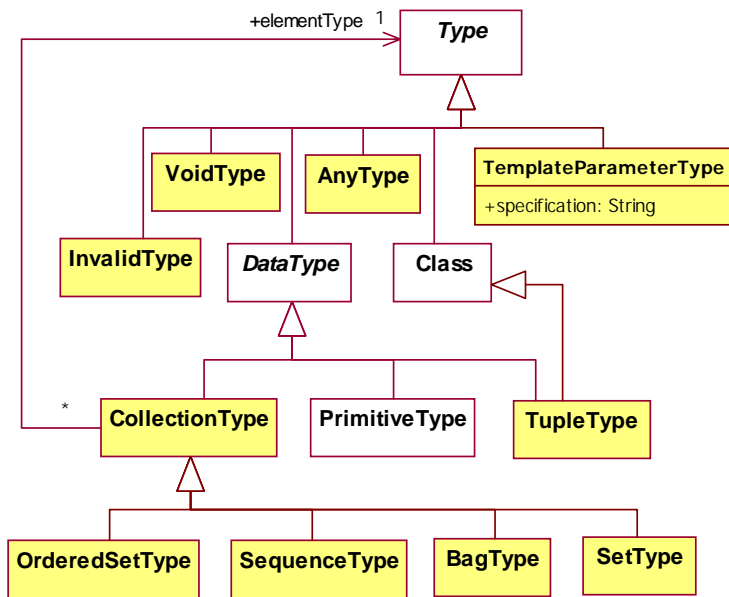 +elementType 1
Type
VoidType
AnyType
TemplateParameterType
+specification: String
InvalidType
DataType
Class
*
CollectionType
PrimitiveType
TupleType
OrderedSetType
SequenceType
BagType
SetType